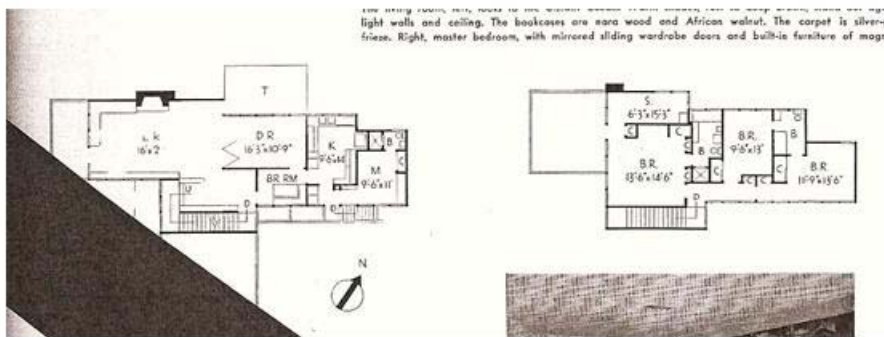 light walls and ceiling. The bookcases are nara wood and African walnut. The carpet is silver-
frieze. Right, master bedroom, with mirrored sliding wardrobe doors and built-in furniture of
T
D.R.
16'3"x10'9"
K
9'6"x14'
B
C
M
9'6"x11'
BR. RM
U
D
D
N
S.
6'3"x15'3"
C
C
B
B.R.
13'6"x14'6"
B.R.
9'6"x13'
B
B.R.
11'9"x13'6"
C
C
C
C
C
C
D